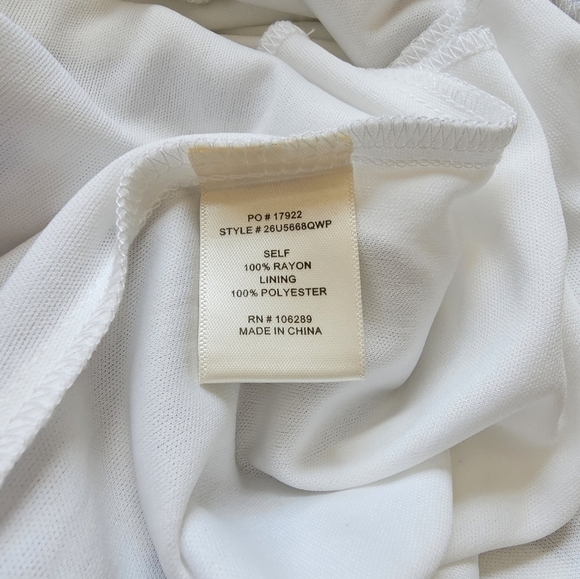 PO # 17922
STYLE # 26U5668QWP
SELF
100% RAYON
LINING
100% POLYESTER
RN # 106289
MADE IN CHINA